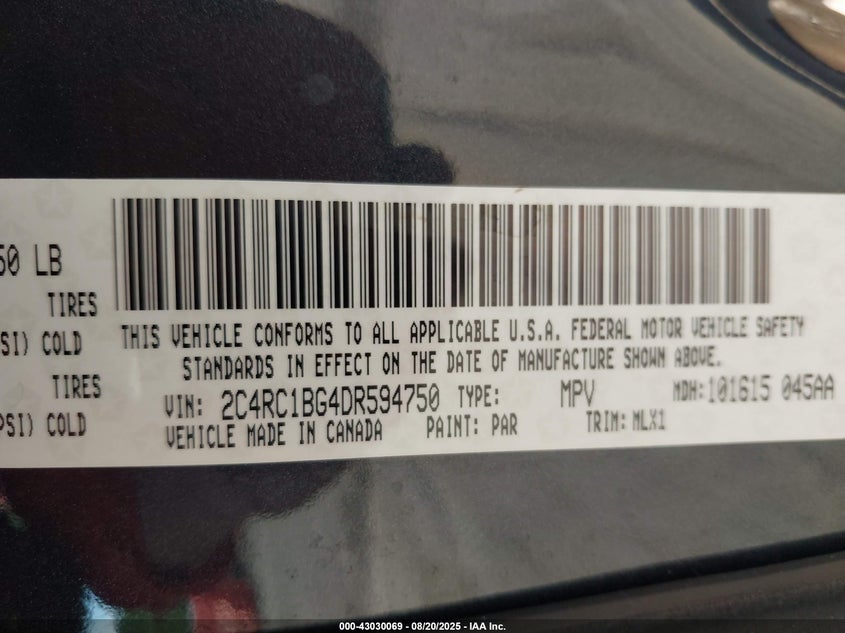 50 LB
TIRES
SI) COLD
TIRES
PSI) COLD
THIS VEHICLE CONFORMS TO ALL APPLICABLE U.S.A. FEDERAL MOTOR VEHICLE SAFETY
STANDARDS IN EFFECT ON THE DATE OF MANUFACTURE SHOWN ABOVE.
VIN: 2C4RC1BG4DR594750 TYPE: MPV MDH:101615 045AA
VEHICLE MADE IN CANADA PAINT: PAR TRIM: MLX1
000-43030069 - 08/20/2025 - IAA Inc.